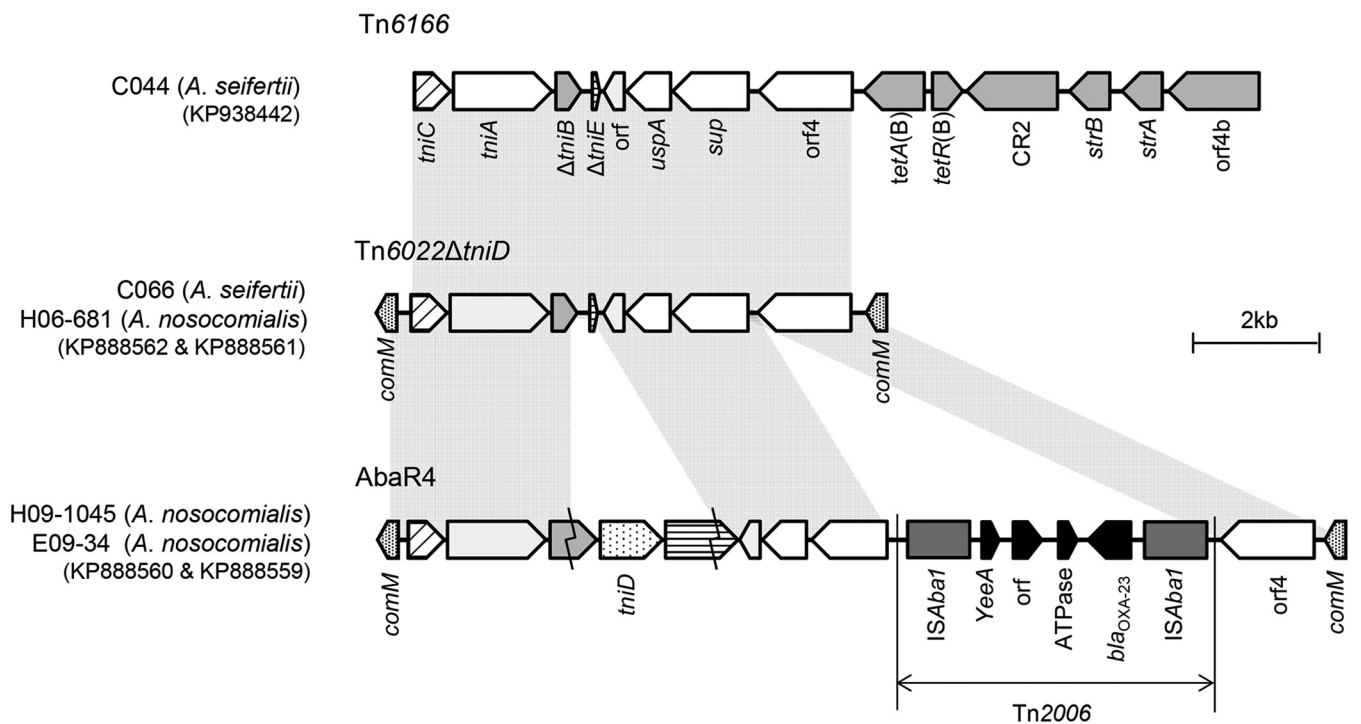 Tn6166
C044 (A. seifertii)
(KP938442)
tniC
tniA
ΔtniB
ΔtniE
orf
uspA
sup
orf4
tetA(B)
tetR(B)
CR2
strB
strA
orf4b
Tn6022ΔtniD
C066 (A. seifertii)
H06-681 (A. nosocomialis)
(KP888562 & KP888561)
comM
comM
2kb
AbaR4
H09-1045 (A. nosocomialis)
E09-34 (A. nosocomialis)
(KP888560 & KP888559)
comM
tniD
ISAba1
YeeA
orf
ATPase
blaOXA-23
ISAba1
orf4
comM
Tn2006